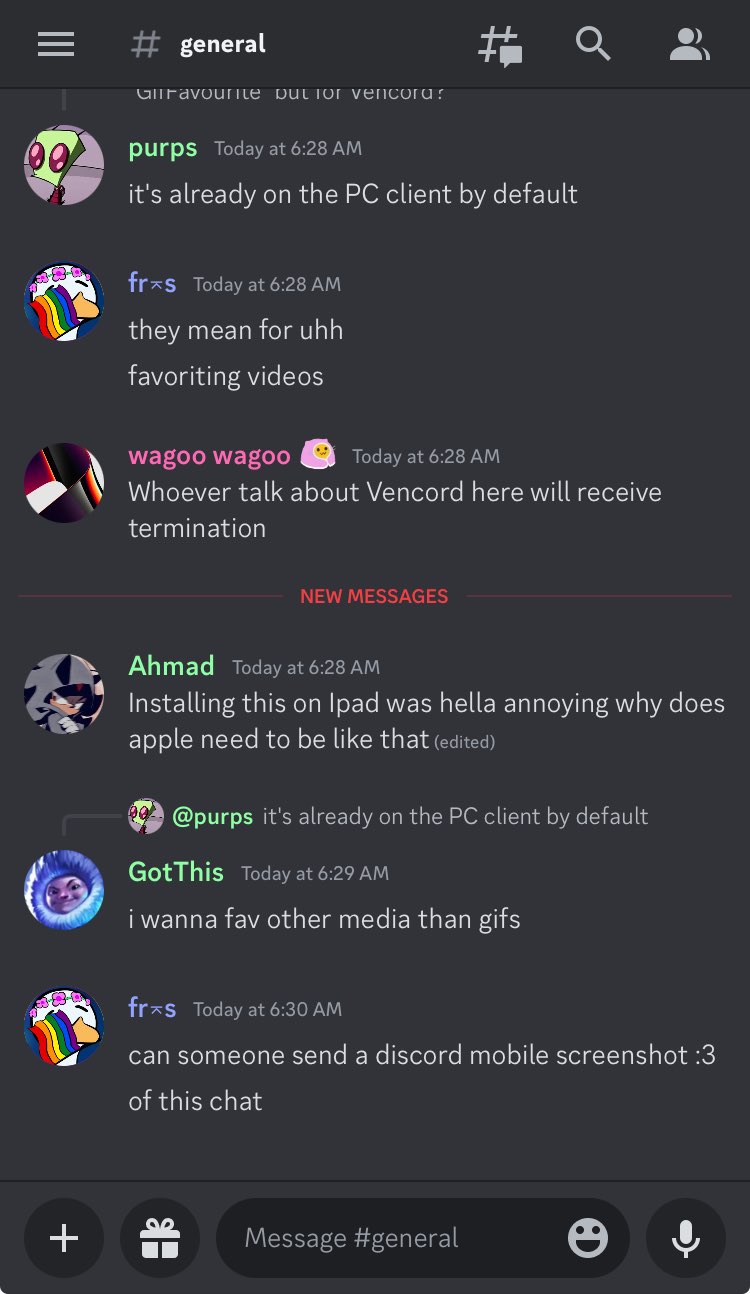 general
GifFavourite but for Vencord?
purps Today at 6:28 AM
it's already on the PC client by default
fr⌅s Today at 6:28 AM
they mean for uhh
favoriting videos
wagoo wagoo Today at 6:28 AM
Whoever talk about Vencord here will receive
termination
NEW MESSAGES
Ahmad Today at 6:28 AM
Installing this on Ipad was hella annoying why does
apple need to be like that (edited)
@purps it's already on the PC client by default
GotThis Today at 6:29 AM
i wanna fav other media than gifs
fr⌅s Today at 6:30 AM
can someone send a discord mobile screenshot :3
of this chat
Message #general